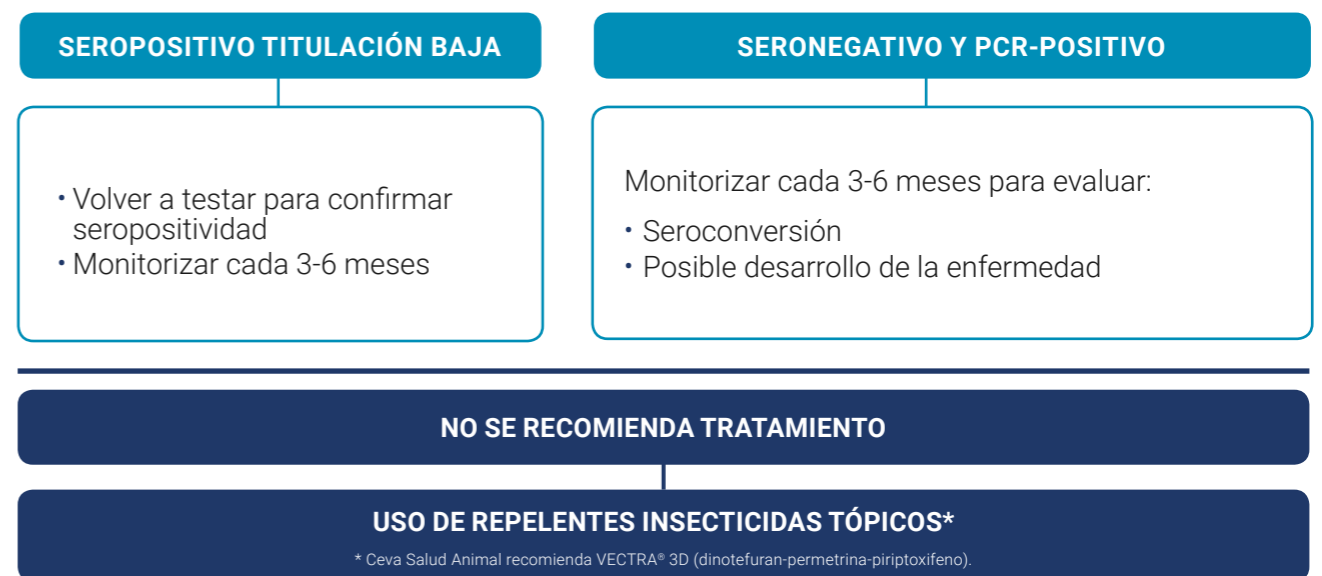 SEROPOSITIVO TITULACIÓN BAJA
• Volver a testar para confirmar
seropositividad
• Monitorizar cada 3-6 meses
SERONEGATIVO Y PCR-POSITIVO
Monitorizar cada 3-6 meses para evaluar:
• Seroconversión
• Posible desarrollo de la enfermedad
NO SE RECOMIENDA TRATAMIENTO
USO DE REPELENTES INSECTICIDAS TÓPICOS*
* Ceva Salud Animal recomienda VECTRA® 3D (dinotefuran-permetrina-piriptoxifeno).